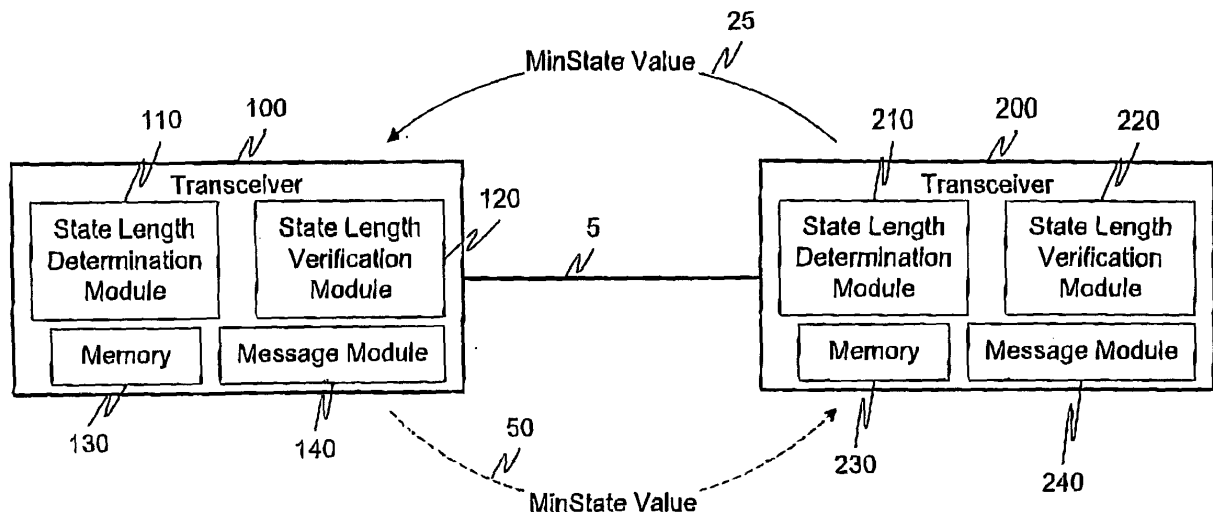 25
MinState Value
100
110
210
200
220
Transceiver
Transceiver
120
State Length
Determination
Module
State Length
Verification
Module
5
State Length
Determination
Module
State Length
Verification
Module
Memory
Message Module
Memory
Message Module
130
140
50
230
240
MinState Value